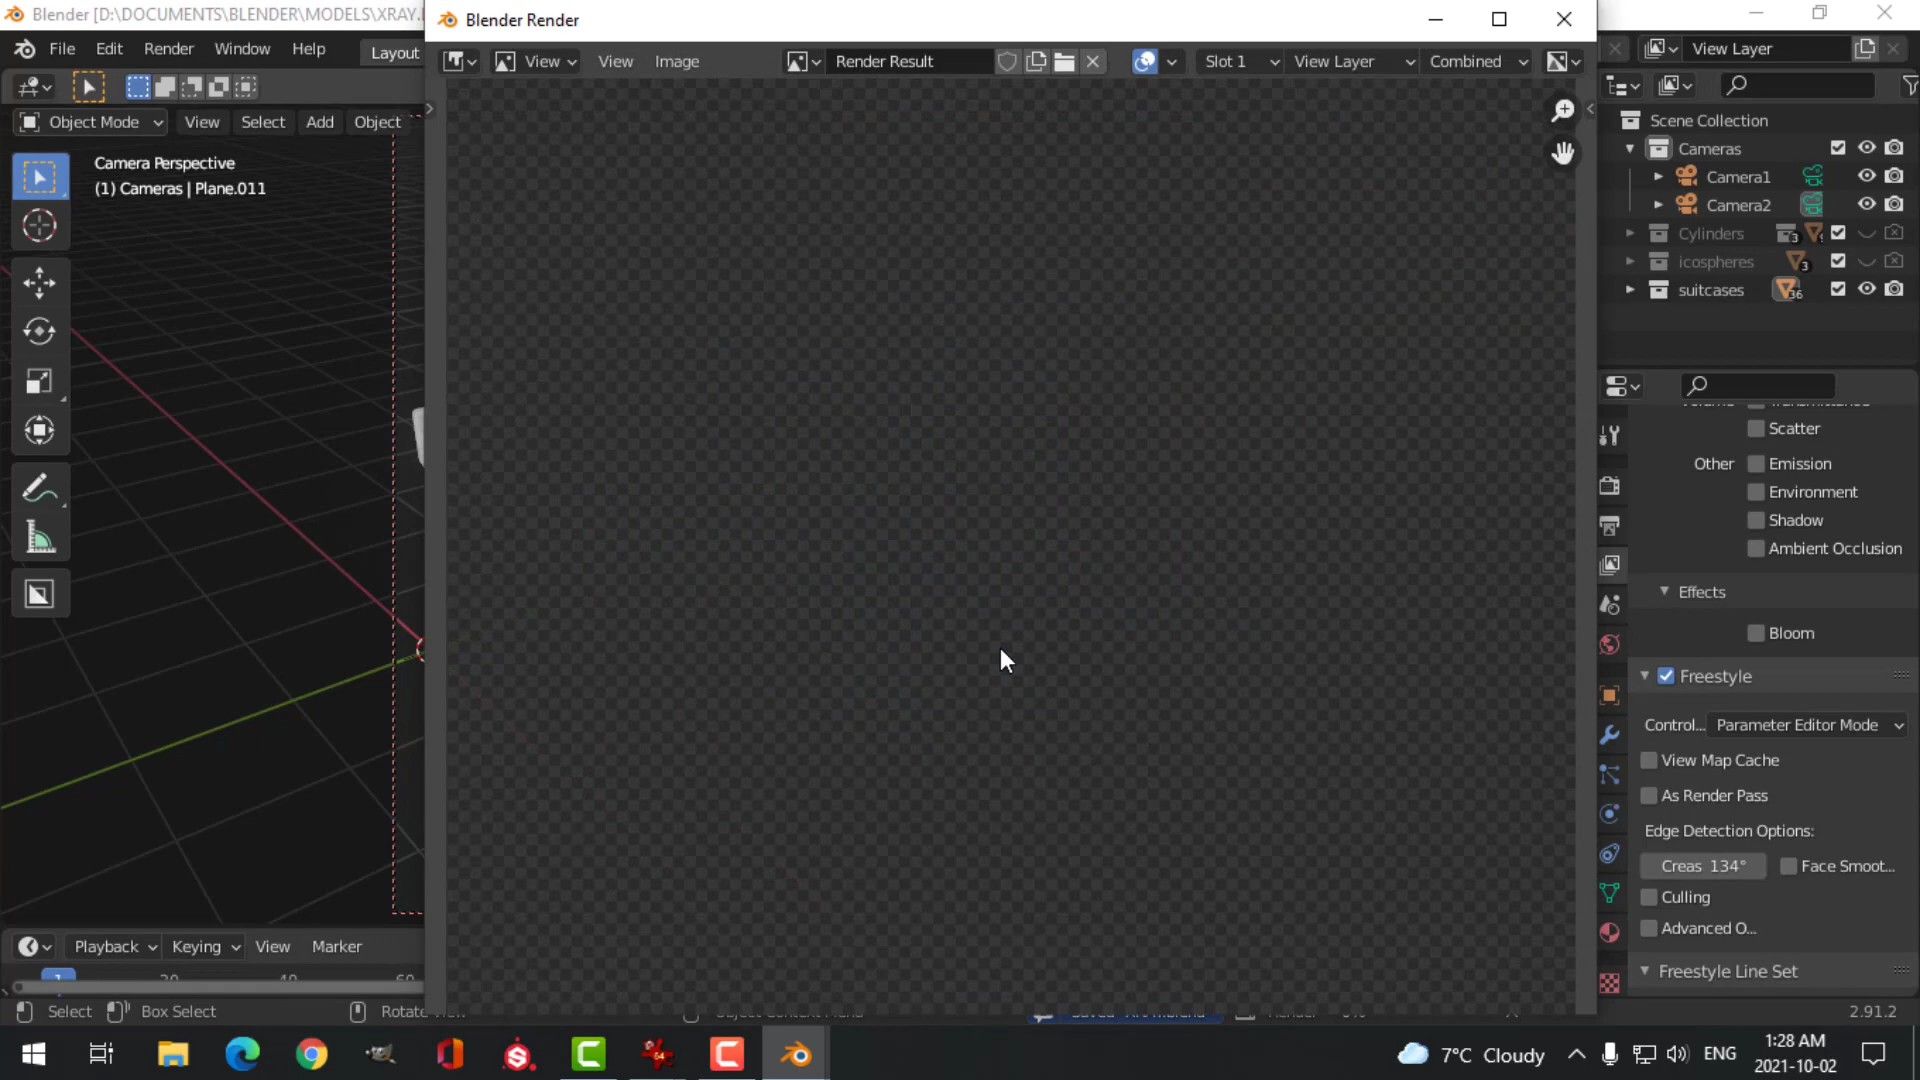 Blender [D:\DOCUMENTS\BLENDER\MODELS\XRAY.
Blender Render
File Edit Render Window Help Layout
View View Image Render Result Slot 1 View Layer Combined
View Layer
Object Mode View Select Add Object
Camera Perspective
(1) Cameras | Plane.011
Scene Collection
Cameras
Camera1
Camera2
Cylinders 3
icospheres 3
suitcases 36
Scatter
Other Emission
Environment
Shadow
Ambient Occlusion
Effects
Bloom
Freestyle
Control... Parameter Editor Mode
View Map Cache
As Render Pass
Edge Detection Options:
Creas 134° Face Smoot...
Culling
Advanced O...
Freestyle Line Set
Playback Keying View Marker
1
Select Box Select 2.91.2
7°C Cloudy ENG 1:28 AM
2021-10-02